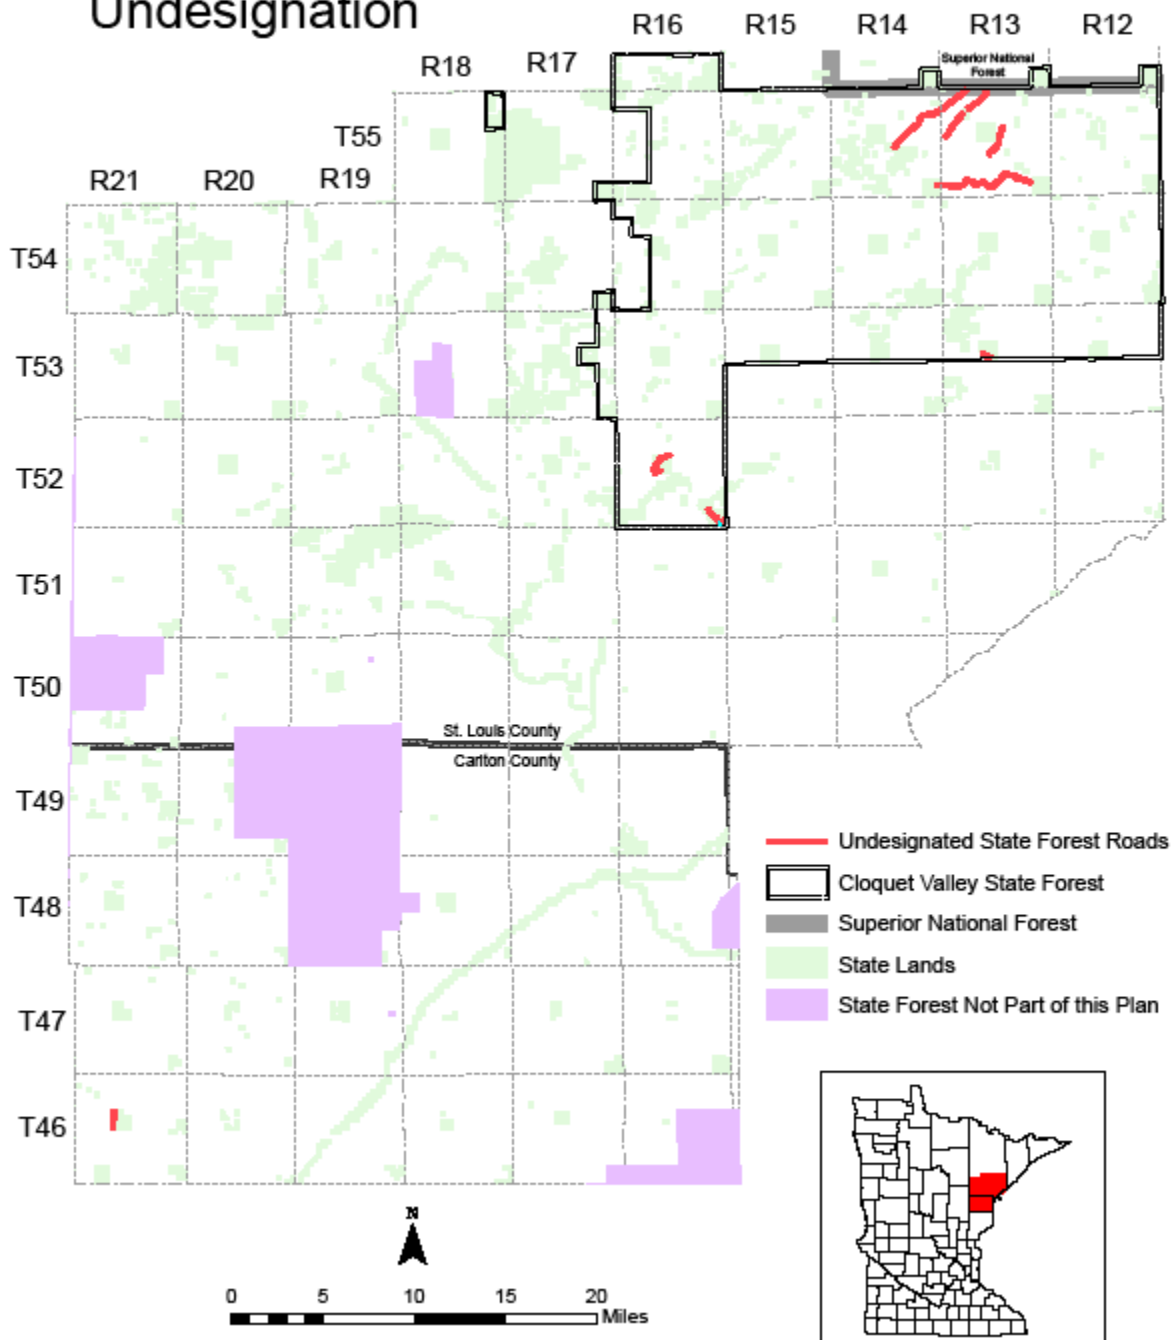 Undesignation
R16 R15 R14 R13 R12
Superior National
Forest
R18 R17
T55
R21 R20 R19
T54
T53
T52
T51
T50
St. Louis County
Carlton County
T49
Undesignated State Forest Roads
Cloquet Valley State Forest
T48
Superior National Forest
State Lands
State Forest Not Part of this Plan
T47
T46
N
0 5 10 15 20
Miles